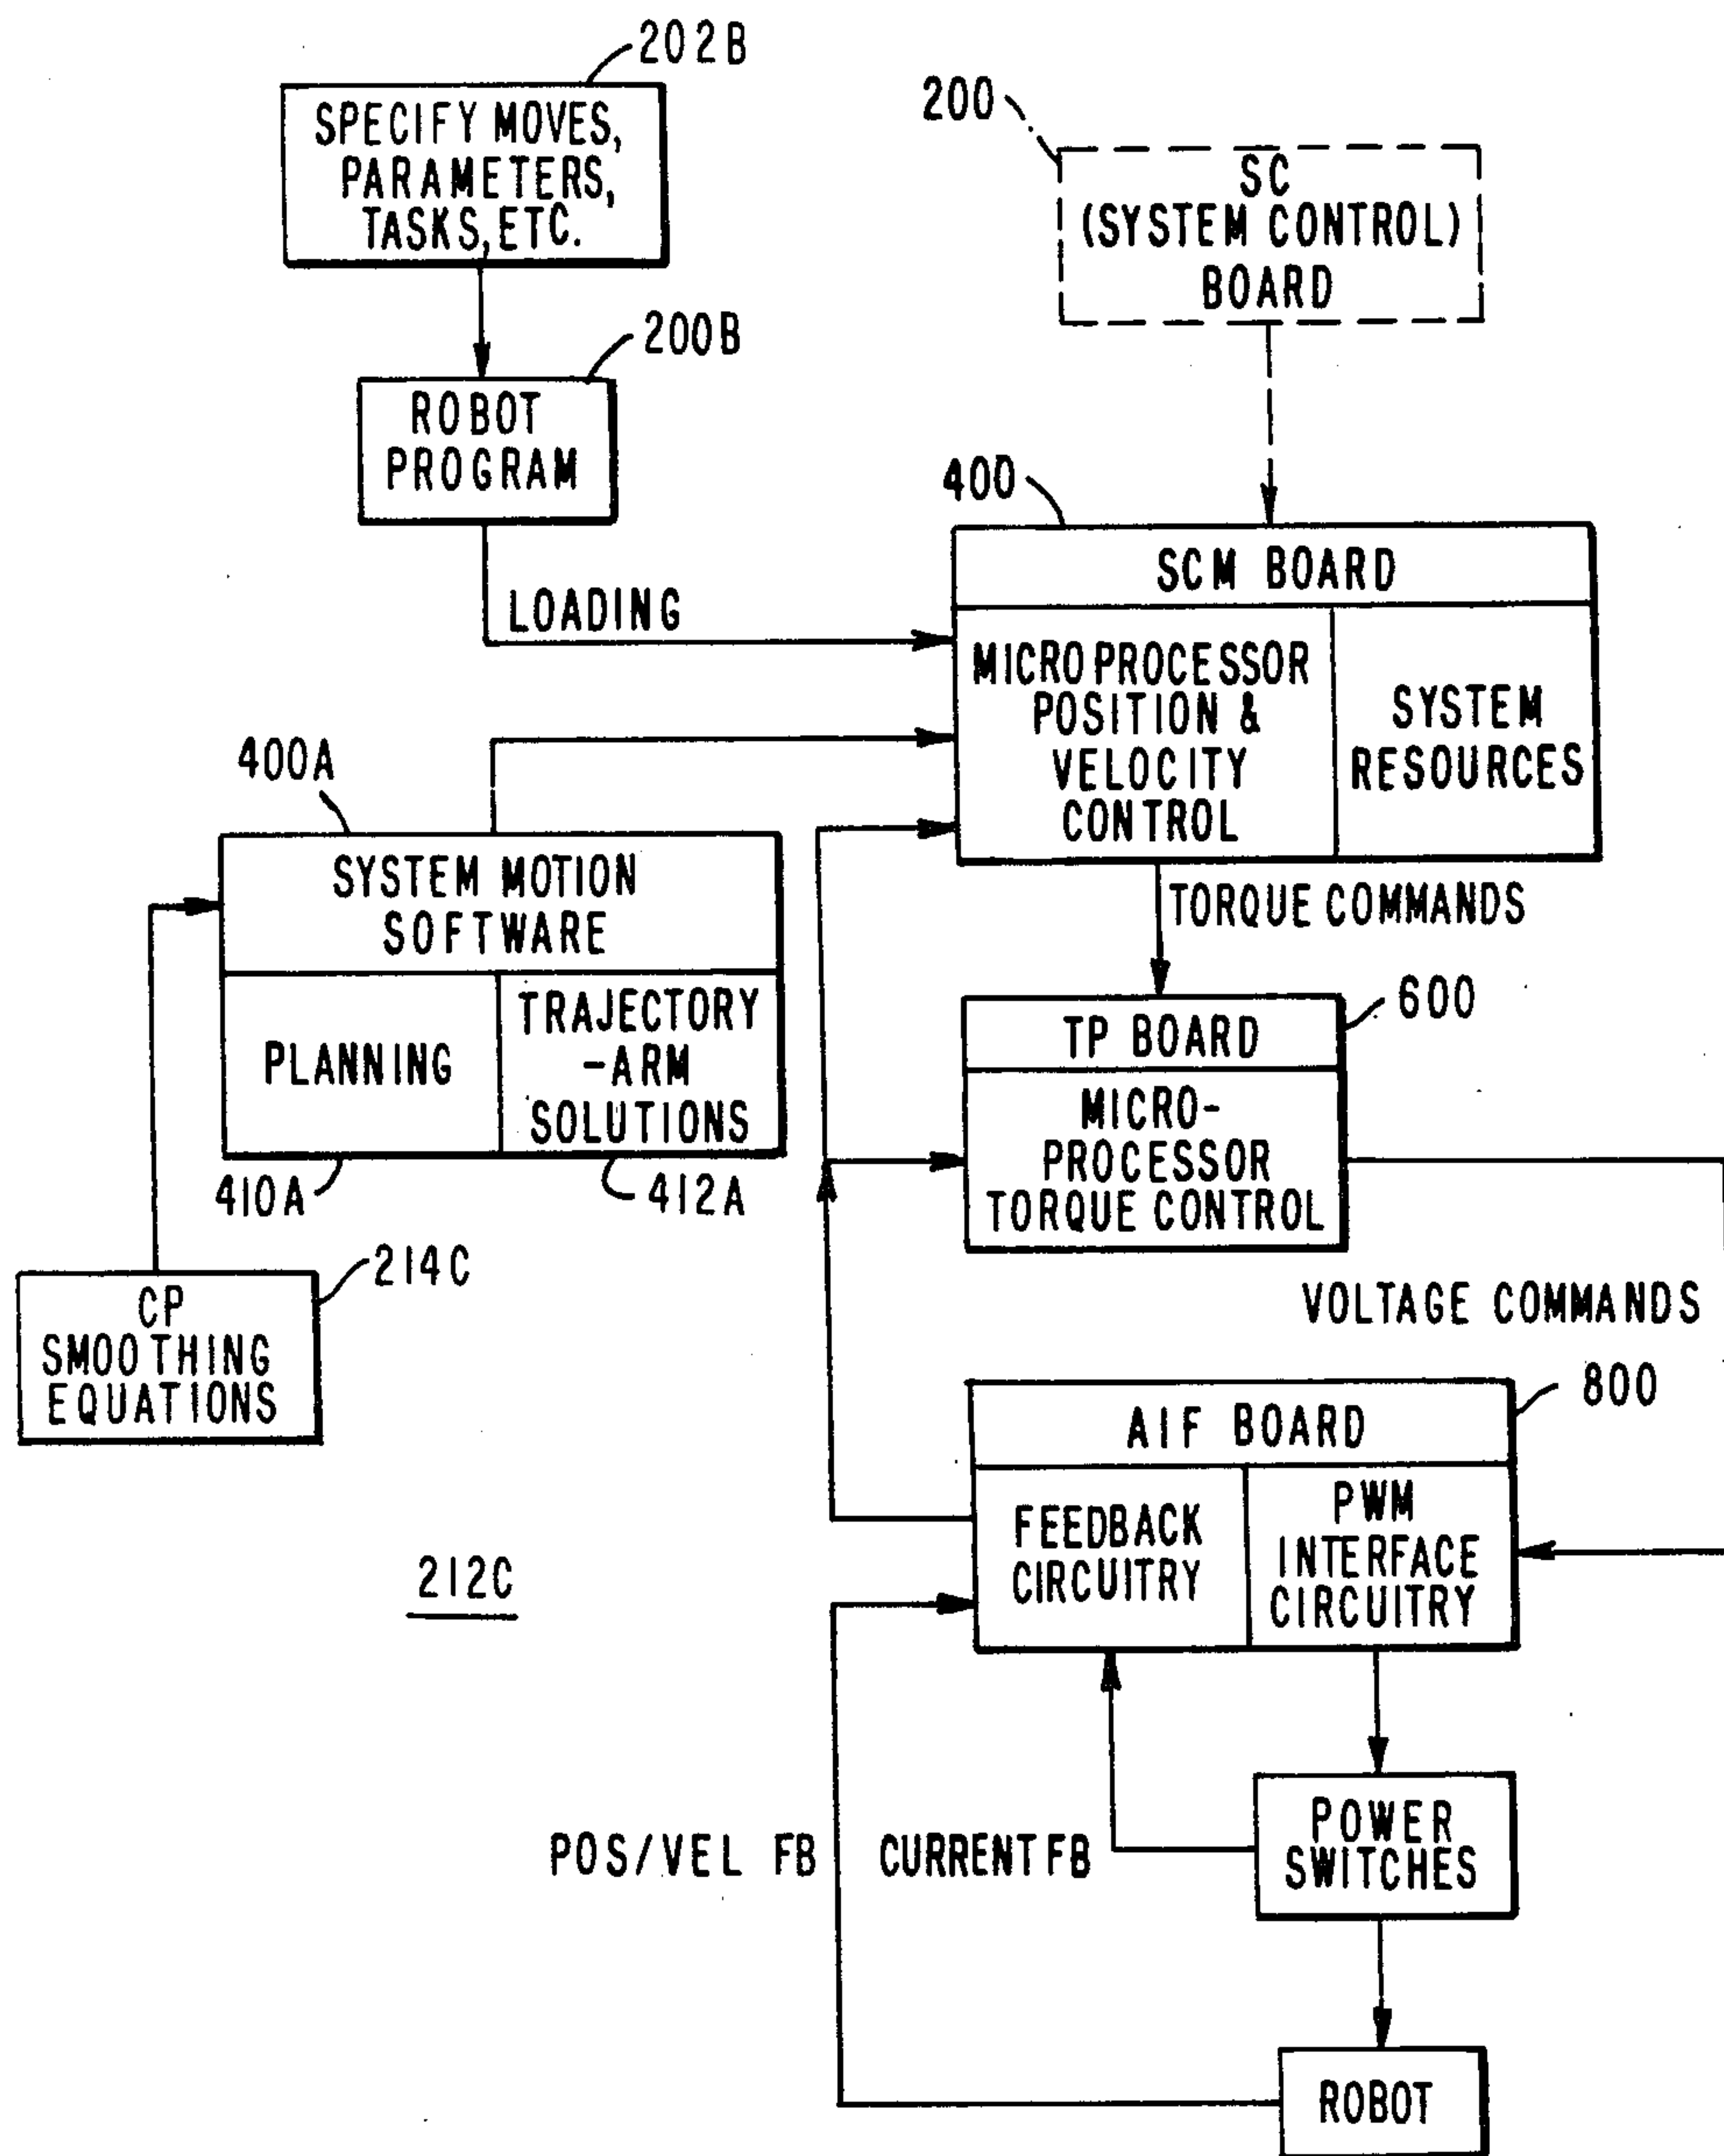 202B
SPECIFY MOVES,
PARAMETERS,
TASKS, ETC.
200B
ROBOT
PROGRAM
LOADING
200
SC
(SYSTEM CONTROL)
BOARD
400
SCM BOARD
MICROPROCESSOR
POSITION &
VELOCITY
CONTROL
SYSTEM
RESOURCES
TORQUE COMMANDS
400A
SYSTEM MOTION
SOFTWARE
PLANNING
TRAJECTORY
-ARM
SOLUTIONS
410A
412A
214C
CP
SMOOTHING
EQUATIONS
600
TP BOARD
MICRO-
PROCESSOR
TORQUE CONTROL
VOLTAGE COMMANDS
800
AIF BOARD
FEEDBACK
CIRCUITRY
PWM
INTERFACE
CIRCUITRY
212C
POS/VEL FB
CURRENT FB
POWER
SWITCHES
ROBOT